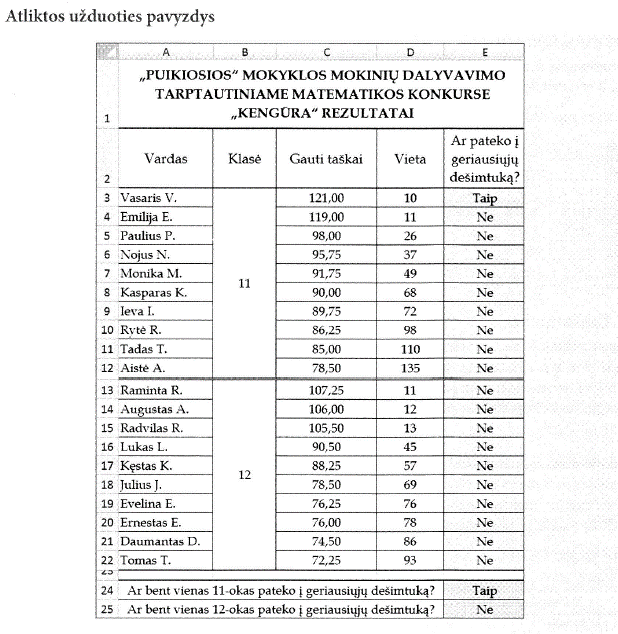 Atliktos užduoties pavyzdys
A B C D E
1 „PUIKIOSIOS“ MOKYKLOS MOKINIŲ DALYVAVIMO
TARPTAUTINIAME MATEMATIKOS KONKURSE
„KENGŪRA“ REZULTATAI
2 Vardas Klasė Gauti taškai Vieta Ar pateko į
geriausiųjų
dešimtuką?
3 Vasaris V. 121,00 10 Taip
4 Emilija E. 119,00 11 Ne
5 Paulius P. 98,00 26 Ne
6 Nojus N. 95,75 37 Ne
7 Monika M. 91,75 49 Ne
11
8 Kasparas K. 90,00 68 Ne
9 Ieva I. 89,75 72 Ne
10 Rytė R. 86,25 98 Ne
11 Tadas T. 85,00 110 Ne
12 Aistė A. 78,50 135 Ne
13 Raminta R. 107,25 11 Ne
14 Augustas A. 106,00 12 Ne
15 Radvilas R. 105,50 13 Ne
16 Lukas L. 90,50 45 Ne
17 Kęstas K. 88,25 57 Ne
12
18 Julius J. 78,50 69 Ne
19 Evelina E. 76,25 76 Ne
20 Ernestas E. 76,00 78 Ne
21 Daumantas D. 74,50 86 Ne
22 Tomas T. 72,25 93 Ne
23
24 Ar bent vienas 11-okas pateko į geriausiųjų dešimtuką? Taip
25 Ar bent vienas 12-okas pateko į geriausiųjų dešimtuką? Ne